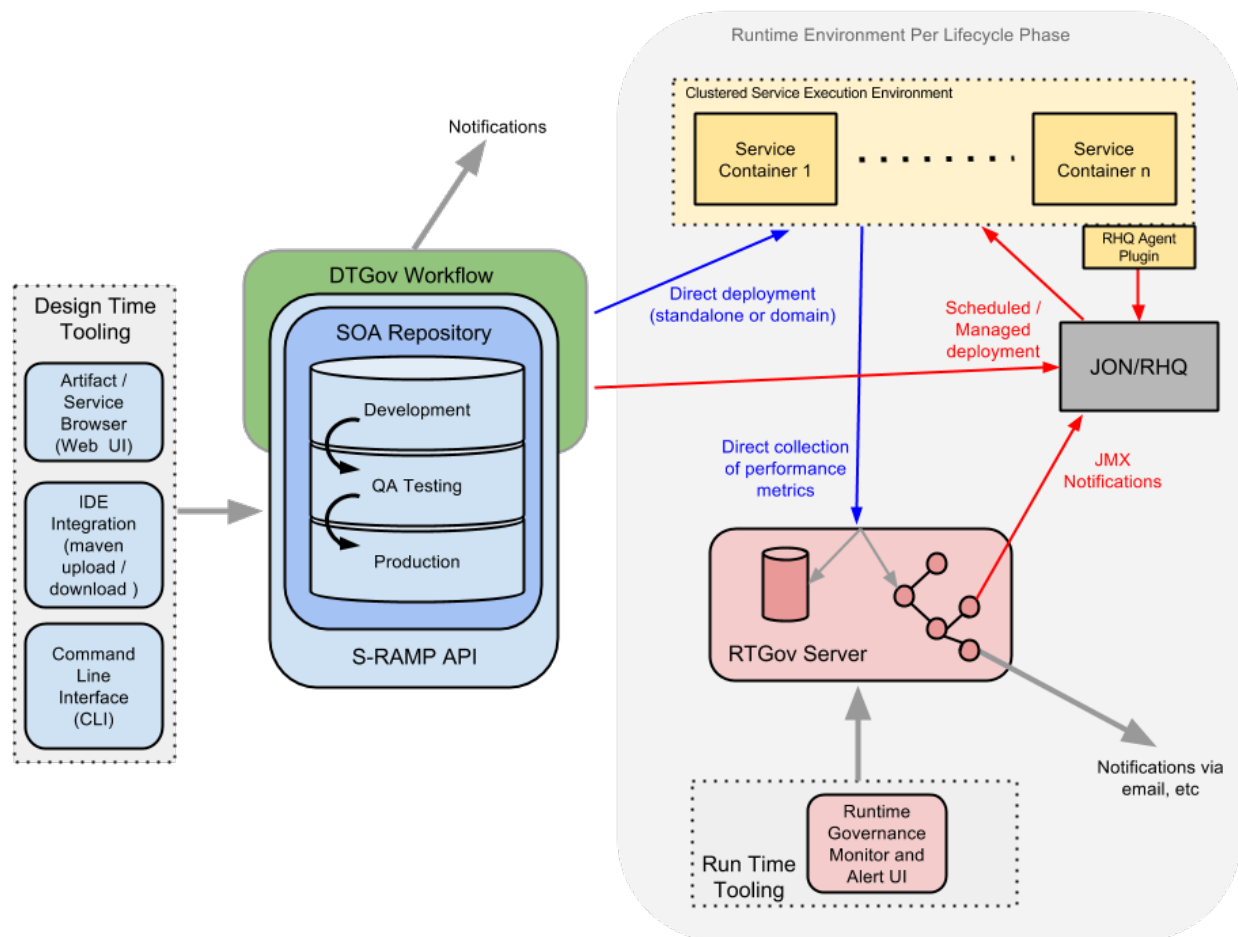 Runtime Environment Per Lifecycle Phase
Clustered Service Execution Environment
Service
Container 1
Service
Container n
RHQ Agent
Plugin
Notifications
DTGov Workflow
SOA Repository
Development
QA Testing
Production
S-RAMP API
Design Time
Tooling
Artifact /
Service
Browser
(Web UI)
IDE
Integration
(maven
upload /
download )
Command
Line
Interface
(CLI)
Direct deployment
(standalone or domain)
Scheduled /
Managed
deployment
JON/RHQ
Direct collection
of performance
metrics
JMX
Notifications
RTGov Server
Notifications via
email, etc
Runtime
Governance
Monitor and
Alert UI
Run Time
Tooling